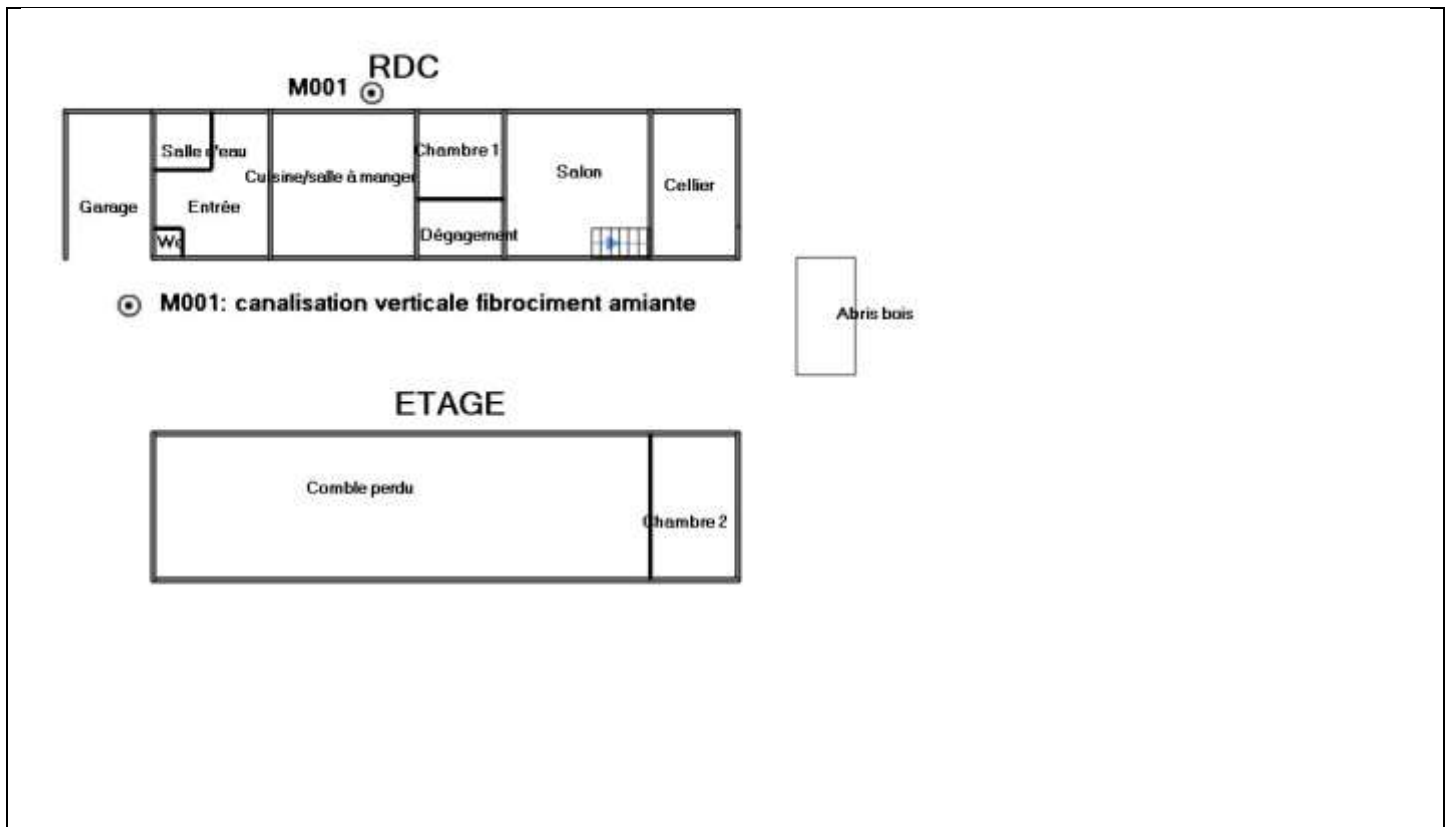 RDC
M001
Salle d'eau
Chambre 1
Salon
Cuisine/salle à manger
Cellier
Garage
Entrée
Wc
Dégagement
M001: canalisation verticale fibrociment amiante
Abris bois
ETAGE
Comble perdu
Chambre 2